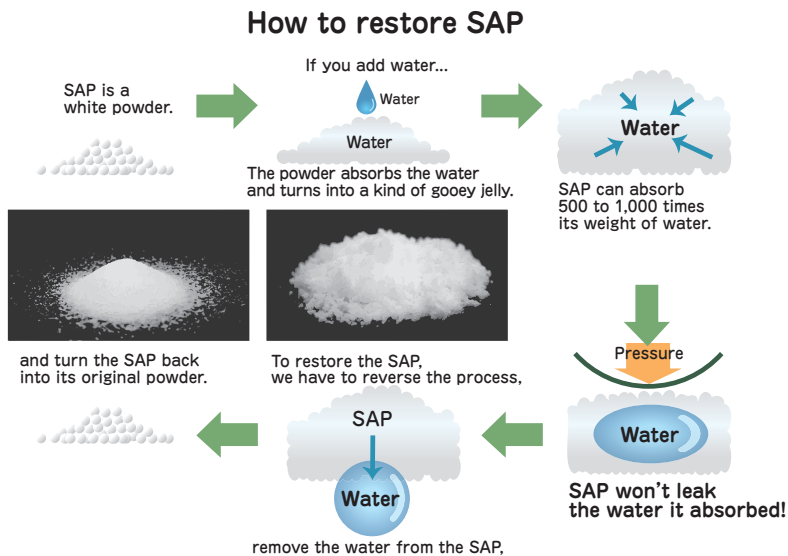 How to restore SAP
SAP is a
white powder.
If you add water...
Water
Water
The powder absorbs the water
and turns into a kind of gooey jelly.
Water
SAP can absorb
500 to 1,000 times
its weight of water.
Pressure
Water
SAP won't leak
the water it absorbed!
To restore the SAP,
we have to reverse the process,
SAP
Water
remove the water from the SAP,
and turn the SAP back
into its original powder.